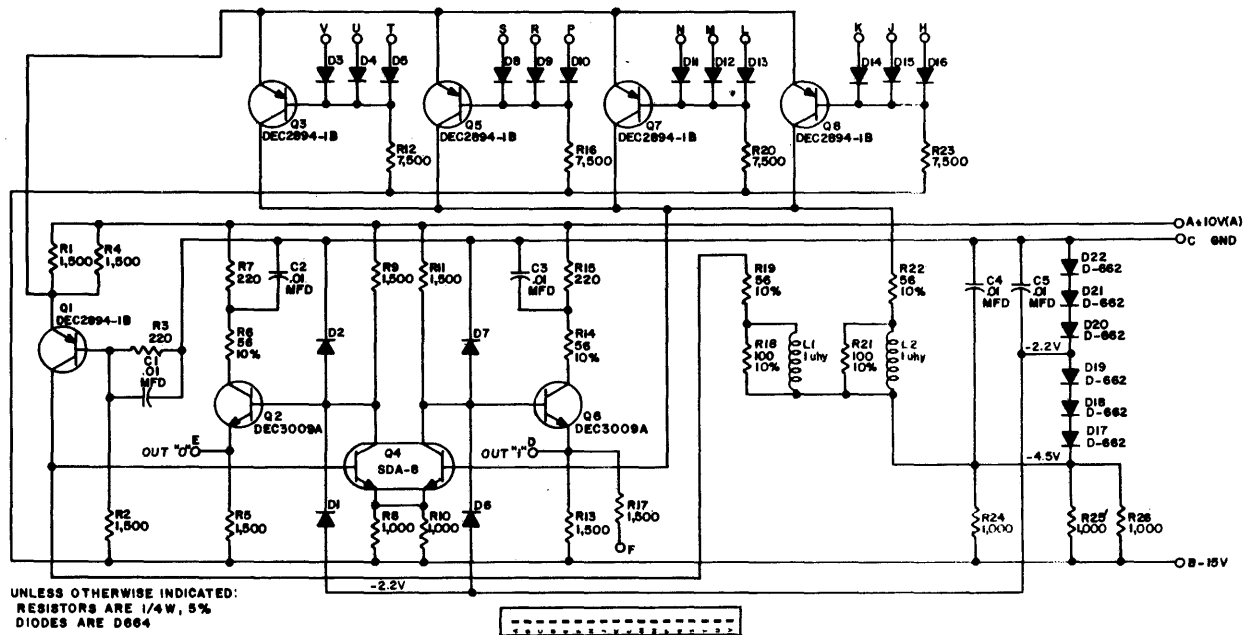 V U T S R P N M L K J H
D3 D4 D5 D8 D9 D10 D11 D12 D13 D14 D15 D16
Q3
DEC2894-1B
Q5
DEC2894-1B
Q7
DEC2894-1B
Q8
DEC2894-1B
R12
7,500
R16
7,500
R20
7,500
R23
7,500
A+10V(A)
C GND
R1
1,500
R4
1,500
R7
220
C2
.01
MFD
R9
1,500
R11
1,500
C3
.01
MFD
R15
220
R19
56
10%
R22
56
10%
C4
.01
MFD
C5
.01
MFD
D22
D-662
D21
D-662
D20
D-662
-2.2V
Q1
DEC2894-1B
R3
220
C1
.01
MFD
R6
56
10%
D2
D7
R14
56
10%
R18
100
10%
L1
1uhy
R21
100
10%
L2
1uhy
D19
D-662
D18
D-662
D17
D-662
-4.5V
Q2
DEC3009A
Q6
DEC3009A
OUT "0" E
Q4
SDA-8
OUT "1" D
R2
1,500
R5
1,500
D1
R8
1,000
R10
1,000
D6
R13
1,500
R17
1,500
F
R24
1,000
R25
1,000
R26
1,000
B-15V
-2.2V
UNLESS OTHERWISE INDICATED:
RESISTORS ARE 1/4W, 5%
DIODES ARE D664